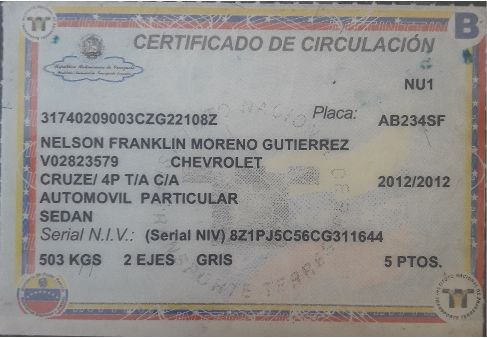 B
CERTIFICADO DE CIRCULACIÓN
República Bolivariana de Venezuela
NU1
31740209003CZG22108Z Placa: AB234SF
NELSON FRANKLIN MORENO GUTIERREZ
V02823579 CHEVROLET
CRUZE/ 4P T/A C/A 2012/2012
AUTOMOVIL PARTICULAR
SEDAN
Serial N.I.V.: (Serial NIV) 8Z1PJ5C56CG311644
503 KGS 2 EJES GRIS 5 PTOS.